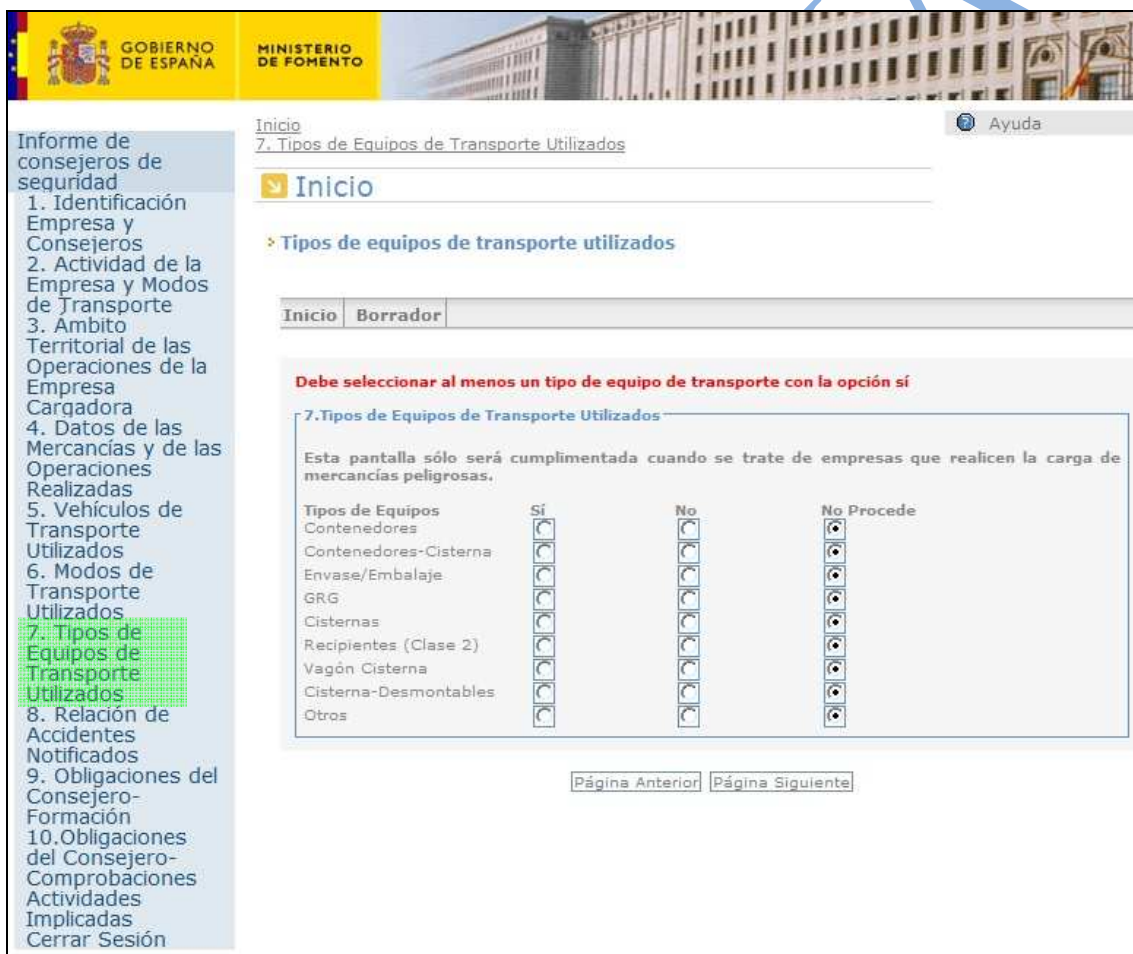 GOBIERNO
DE ESPAÑA
MINISTERIO
DE FOMENTO
Informe de
consejeros de
seguridad
1. Identificación
Empresa y
Consejeros
2. Actividad de la
Empresa y Modos
de Transporte
3. Ambito
Territorial de las
Operaciones de la
Empresa
Cargadora
4. Datos de las
Mercancías y de las
Operaciones
Realizadas
5. Vehículos de
Transporte
Utilizados
6. Modos de
Transporte
Utilizados
7. Tipos de
Equipos de
Transporte
Utilizados
8. Relación de
Accidentes
Notificados
9. Obligaciones del
Consejero-
Formación
10.Obligaciones
del Consejero-
Comprobaciones
Actividades
Implicadas
Cerrar Sesión
Inicio
7. Tipos de Equipos de Transporte Utilizados
Ayuda
Inicio
Tipos de equipos de transporte utilizados
Inicio Borrador
Debe seleccionar al menos un tipo de equipo de transporte con la opción sí
7.Tipos de Equipos de Transporte Utilizados
Esta pantalla sólo será cumplimentada cuando se trate de empresas que realicen la carga de
mercancías peligrosas.
Tipos de Equipos Sí No No Procede
Contenedores
Contenedores-Cisterna
Envase/Embalaje
GRG
Cisternas
Recipientes (Clase 2)
Vagón Cisterna
Cisterna-Desmontables
Otros
Página Anterior Página Siguiente